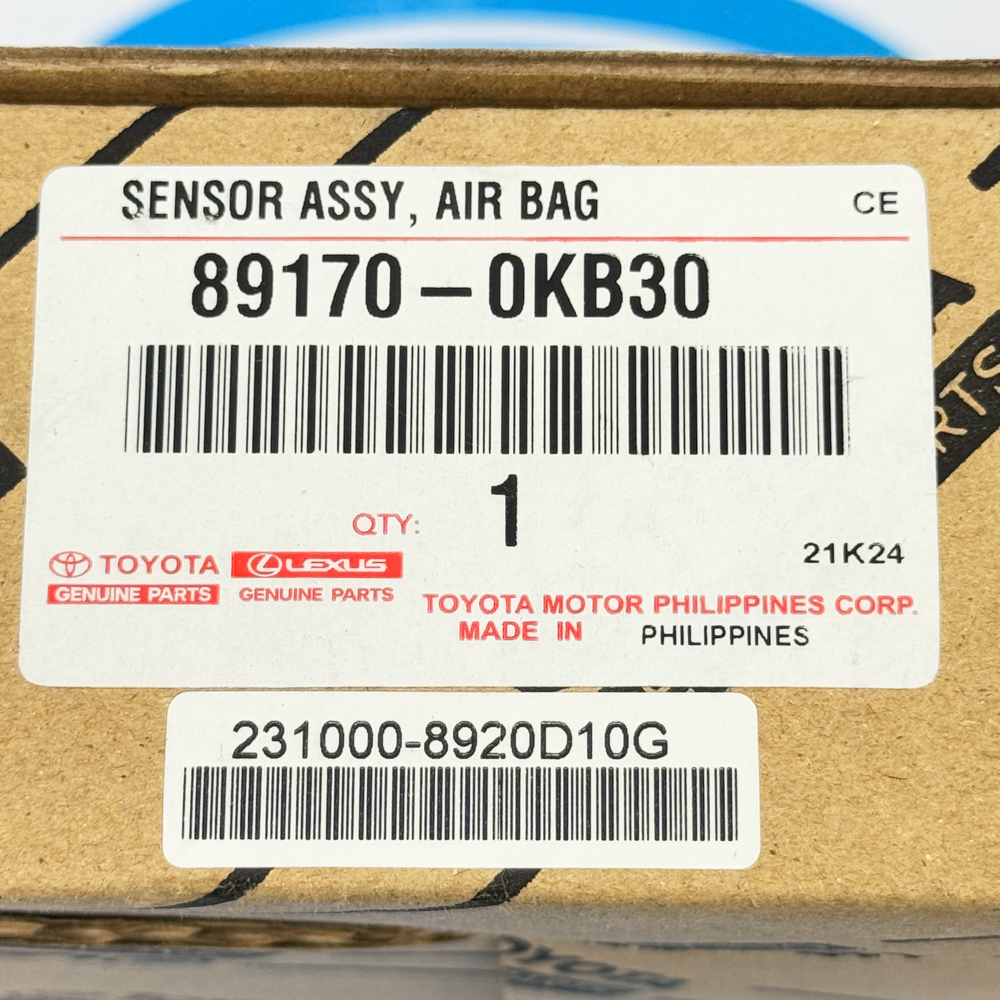 SENSOR ASSY, AIR BAG CE
89170-0KB30
QTY: 1
21K24
TOYOTA LEXUS
GENUINE PARTS GENUINE PARTS
TOYOTA MOTOR PHILIPPINES CORP.
MADE IN PHILIPPINES
231000-8920D10G